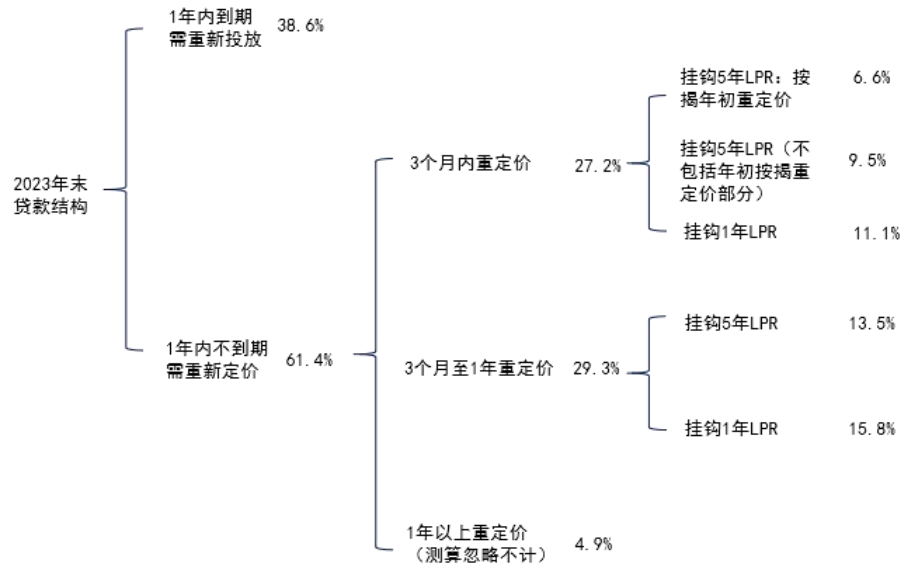 2023年末
贷款结构
1年内到期
需重新投放
38.6%
1年内不到期
需重新定价
61.4%
3个月内重定价
27.2%
挂钩5年LPR：按
揭年初重定价
6.6%
挂钩5年LPR（不
包括年初按揭重
定价部分）
9.5%
挂钩1年LPR
11.1%
3个月至1年重定价
29.3%
挂钩5年LPR
13.5%
挂钩1年LPR
15.8%
1年以上重定价
（测算忽略不计）
4.9%